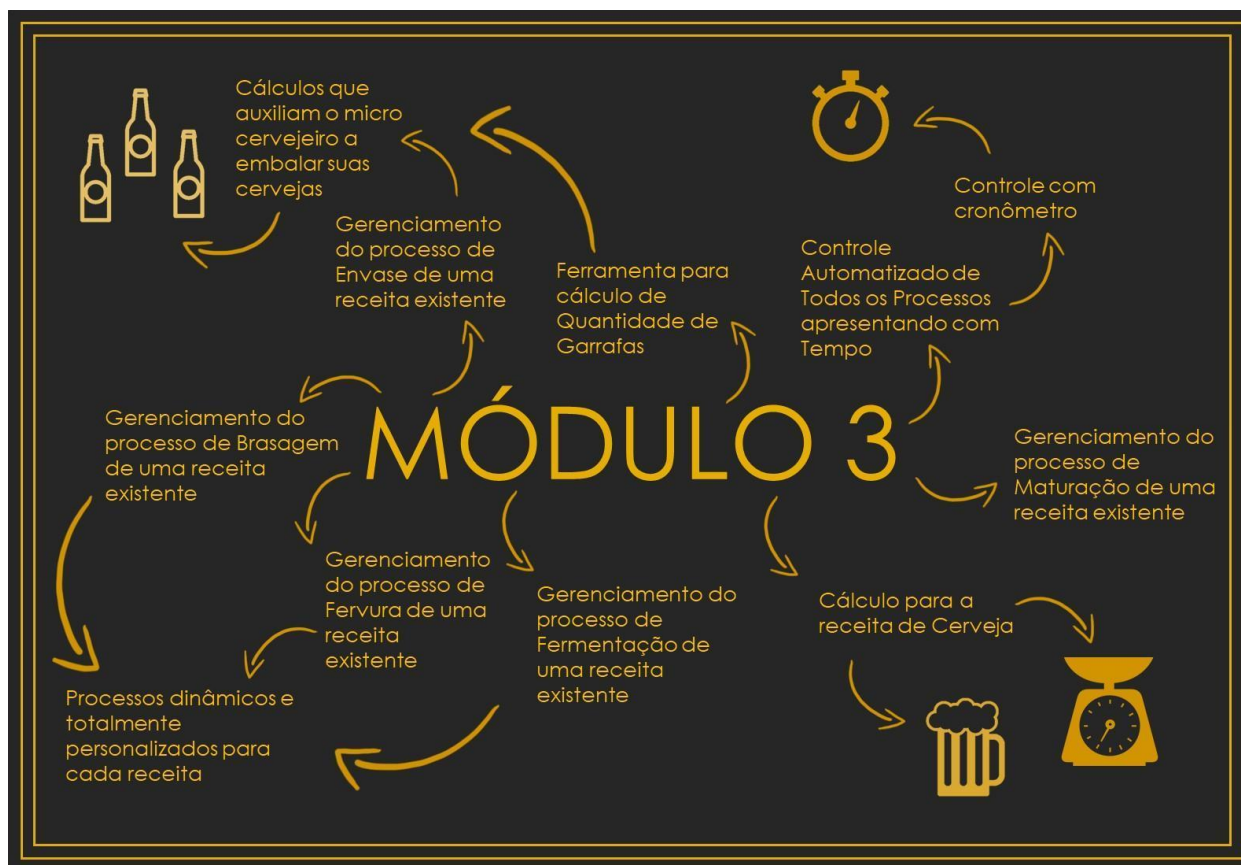 Cálculos que
auxiliam o micro
cervejeiro a
embalar suas
cervejas
Gerenciamento
do processo de
Envase de uma
receita existente
Ferramenta para
cálculo de
Quantidade de
Garrafas
Controle com
cronômetro
Controle
Automatizado de
Todos os Processos
apresentando com
Tempo
Gerenciamento do
processo de Brasagem
de uma receita
existente
MÓDULO 3
Gerenciamento do
processo de
Maturação de uma
receita existente
Gerenciamento
do processo de
Fervura de uma
receita
existente
Gerenciamento do
processo de
Fermentação de
uma receita
existente
Cálculo para a
receita de Cerveja
Processos dinâmicos e
totalmente
personalizados para
cada receita